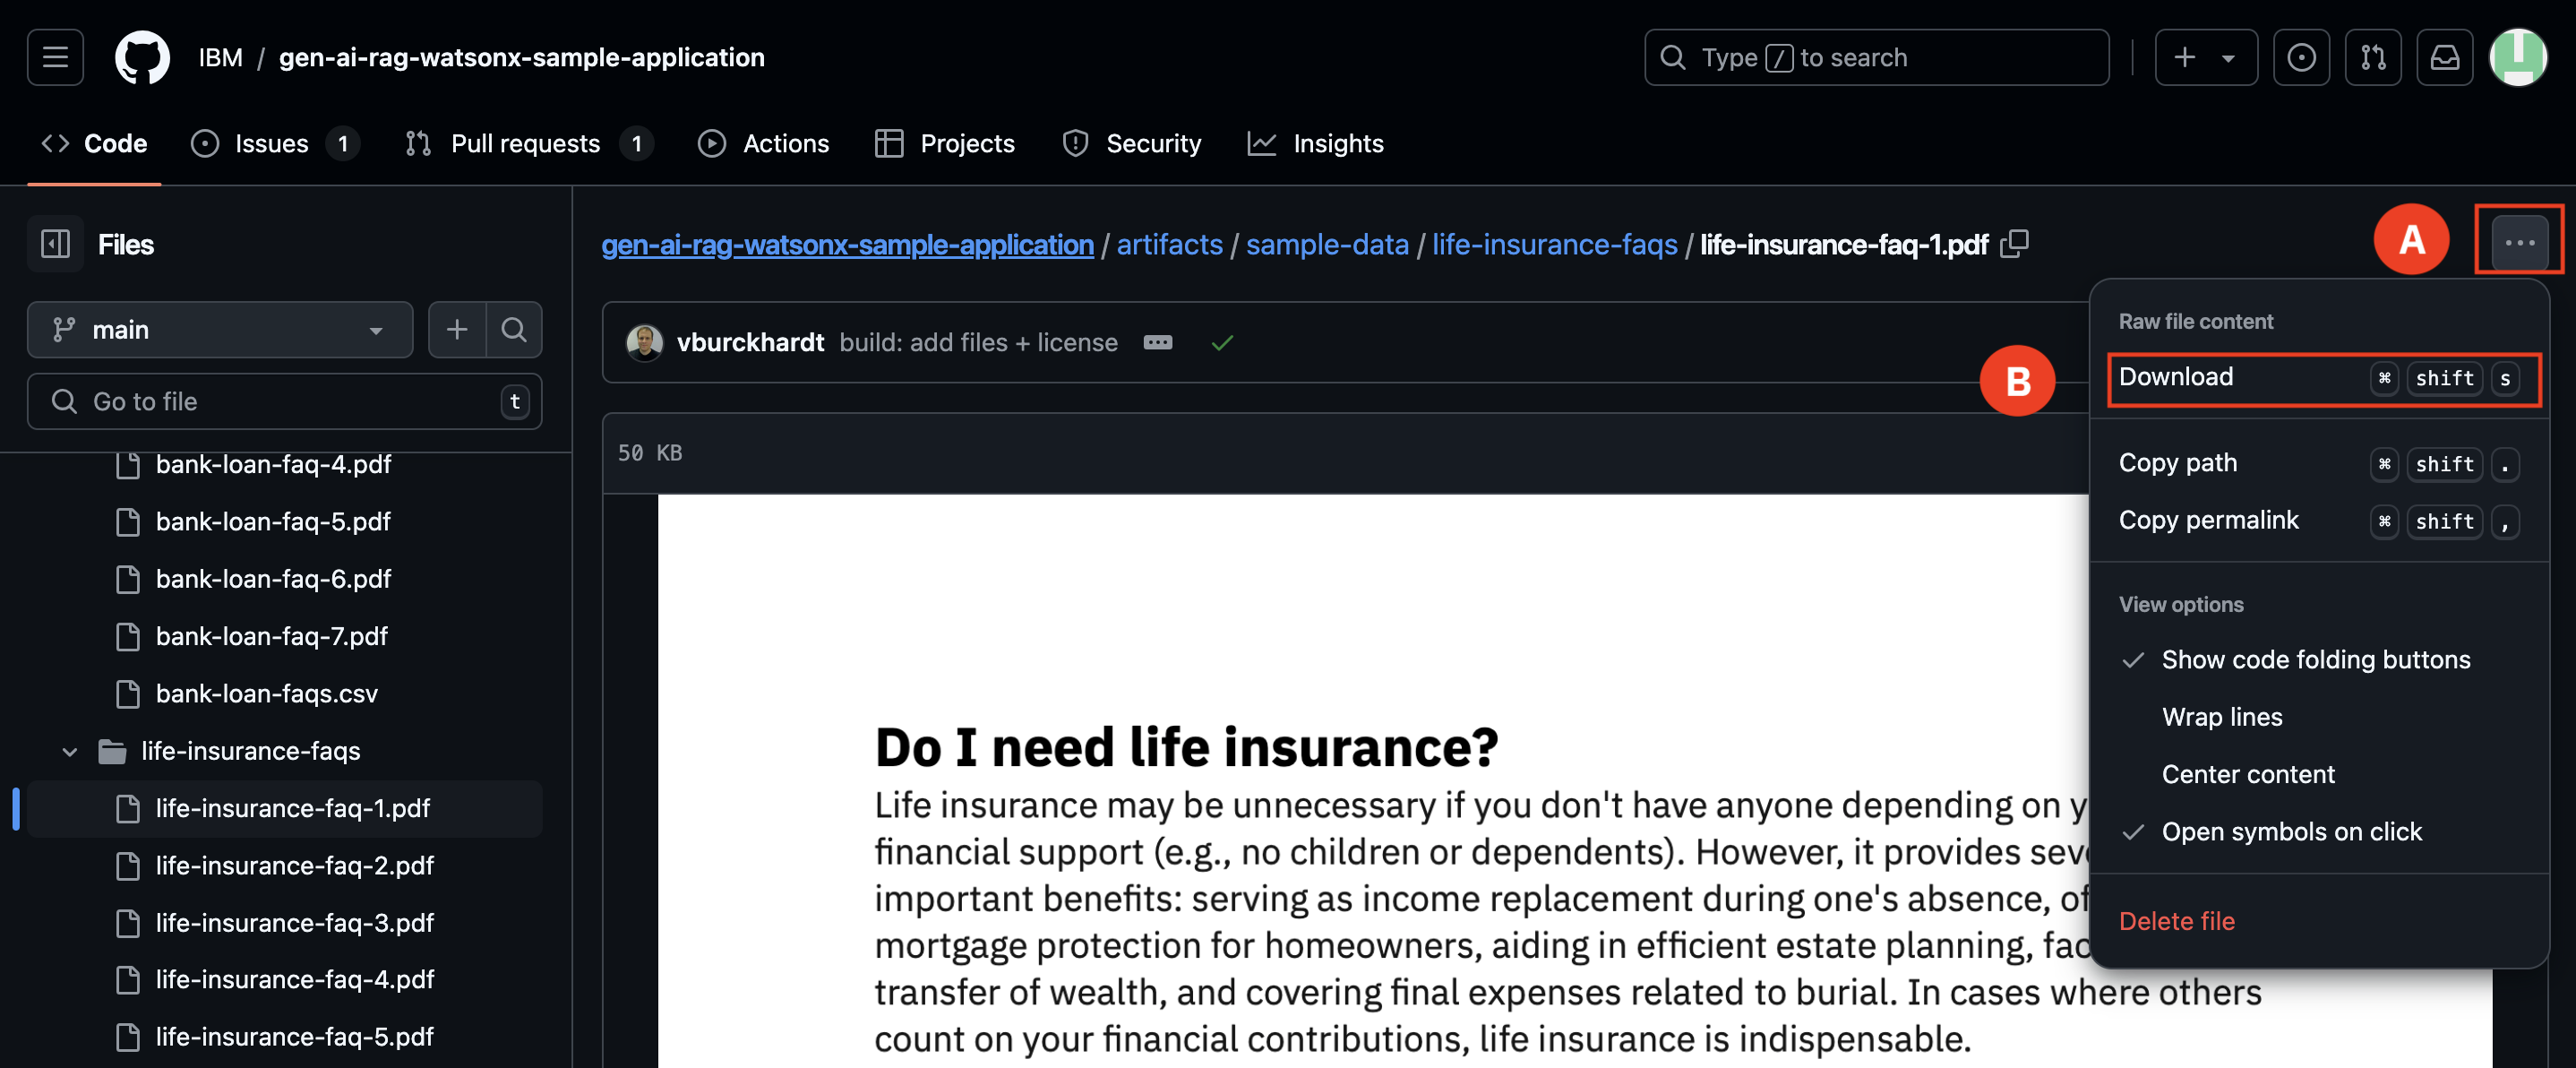 IBM / gen-ai-rag-watsonx-sample-application
Type / to search
Code
Issues 1
Pull requests 1
Actions
Projects
Security
Insights
Files
main
Go to file
t
bank-loan-faq-4.pdf
bank-loan-faq-5.pdf
bank-loan-faq-6.pdf
bank-loan-faq-7.pdf
bank-loan-faqs.csv
life-insurance-faqs
life-insurance-faq-1.pdf
life-insurance-faq-2.pdf
life-insurance-faq-3.pdf
life-insurance-faq-4.pdf
life-insurance-faq-5.pdf
gen-ai-rag-watsonx-sample-application / artifacts / sample-data / life-insurance-faqs / life-insurance-faq-1.pdf
A
vburckhardt build: add files + license
B
50 KB
Do I need life insurance?
Life insurance may be unnecessary if you don't have anyone depending on y
financial support (e.g., no children or dependents). However, it provides seve
important benefits: serving as income replacement during one's absence, of
mortgage protection for homeowners, aiding in efficient estate planning, fac
transfer of wealth, and covering final expenses related to burial. In cases where others
count on your financial contributions, life insurance is indispensable.
Raw file content
Download ⌘ shift s
Copy path ⌘ shift .
Copy permalink ⌘ shift ,
View options
Show code folding buttons
Wrap lines
Center content
Open symbols on click
Delete file